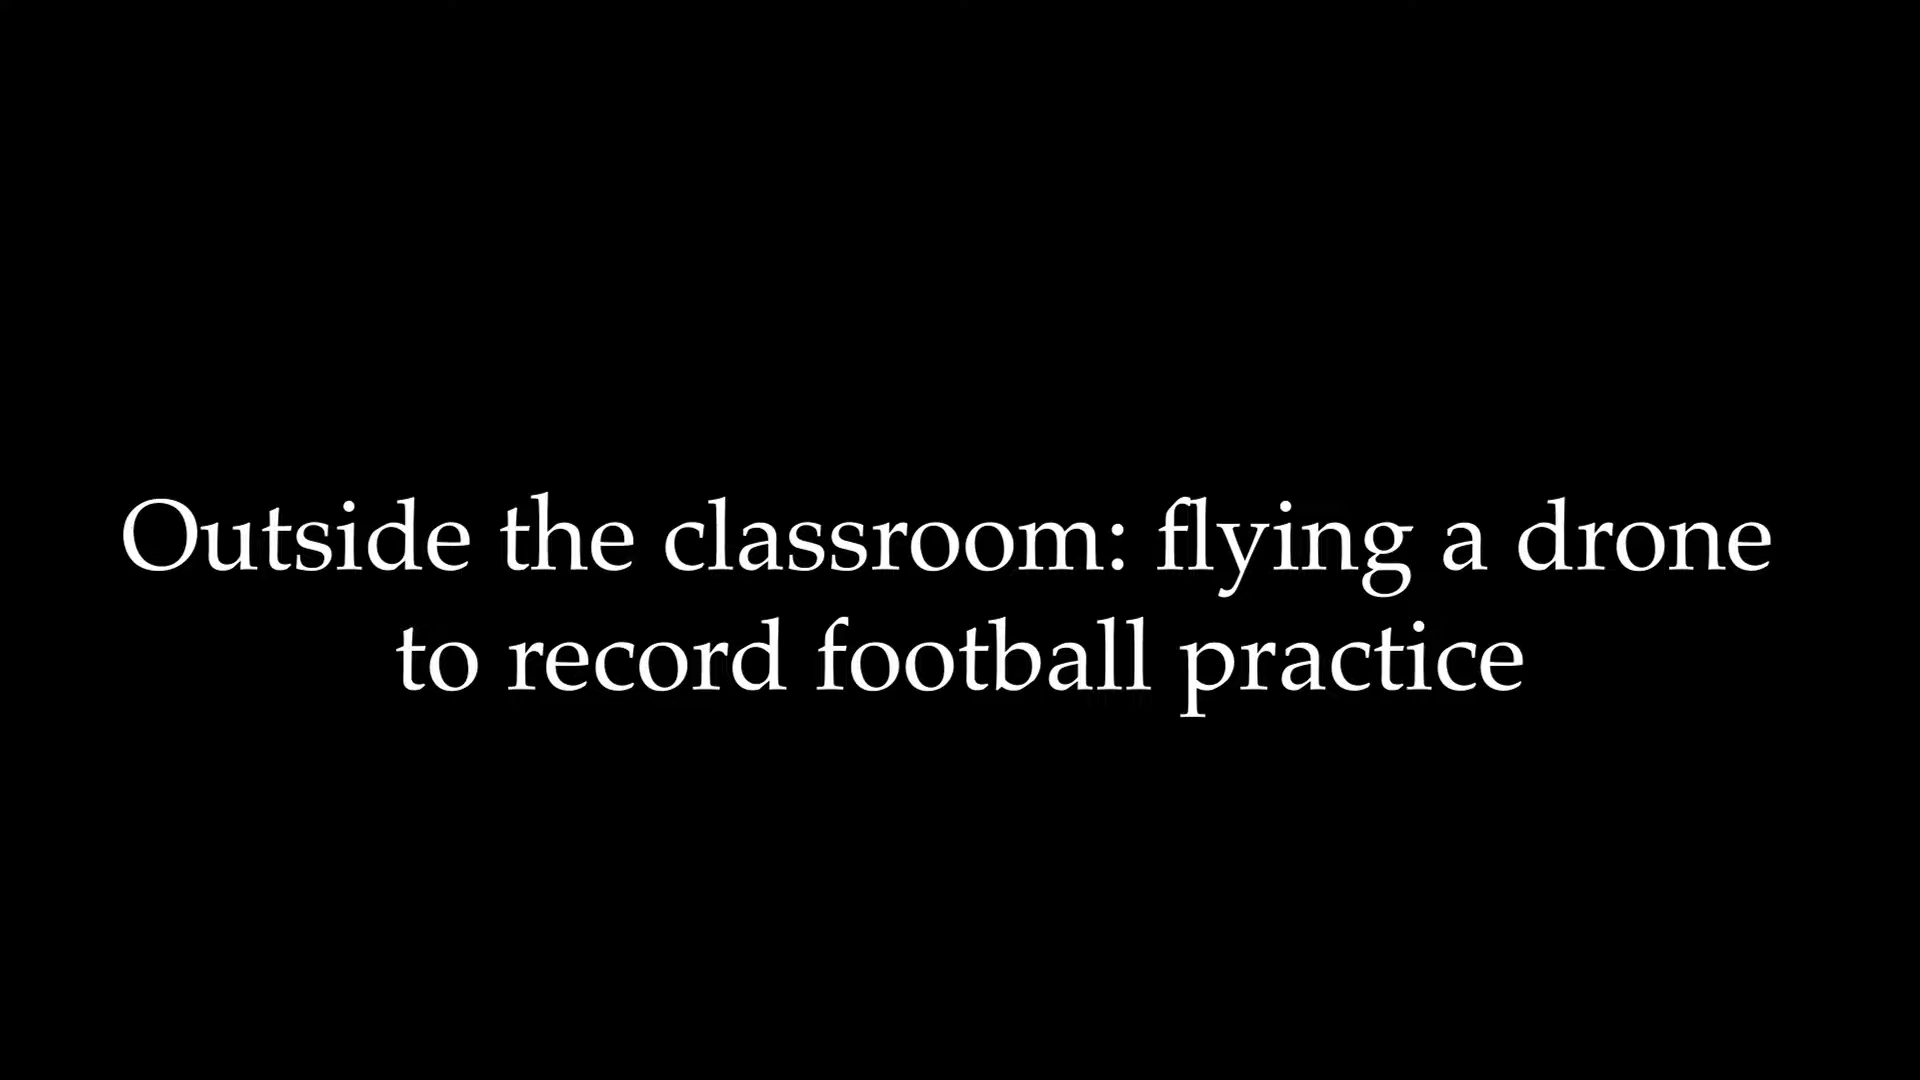 Outside the classroom: flying a drone
to record football practice